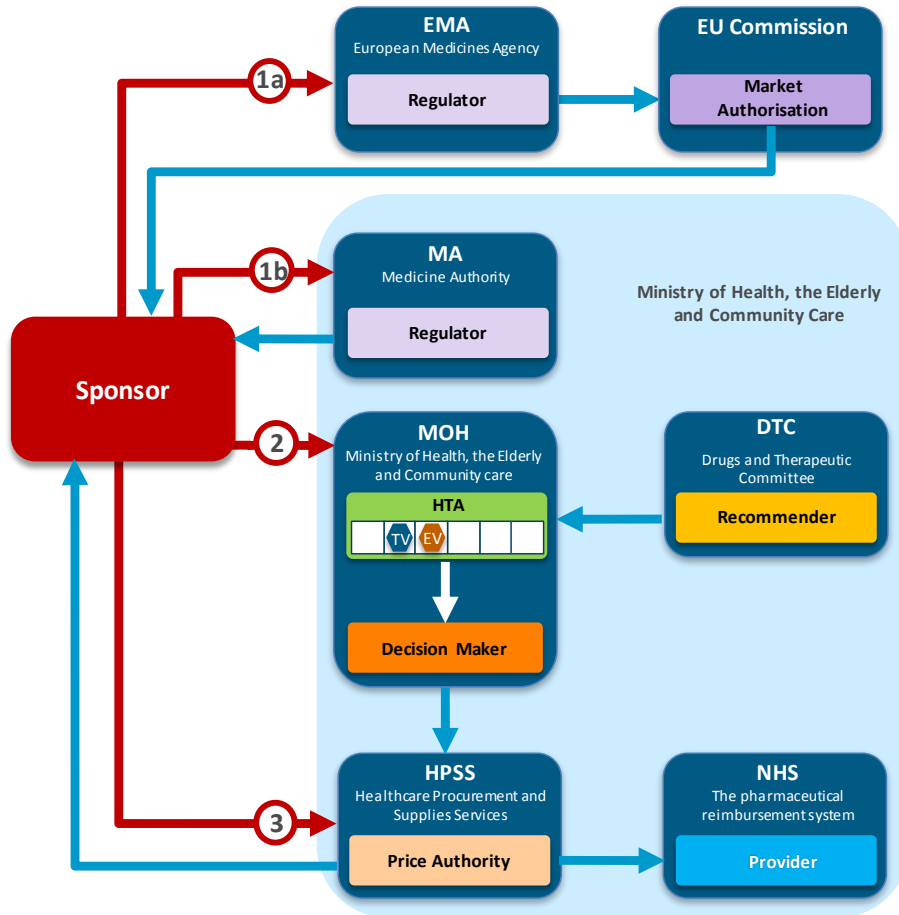 EMA
European Medicines Agency
Regulator
EU Commission
Market
Authorisation
1a
1b
MA
Medicine Authority
Regulator
Ministry of Health, the Elderly
and Community Care
Sponsor
2
MOH
Ministry of Health, the Elderly
and Community care
HTA
TV
EV
Decision Maker
DTC
Drugs and Therapeutic
Committee
Recommender
3
HPSS
Healthcare Procurement and
Supplies Services
Price Authority
NHS
The pharmaceutical
reimbursement system
Provider